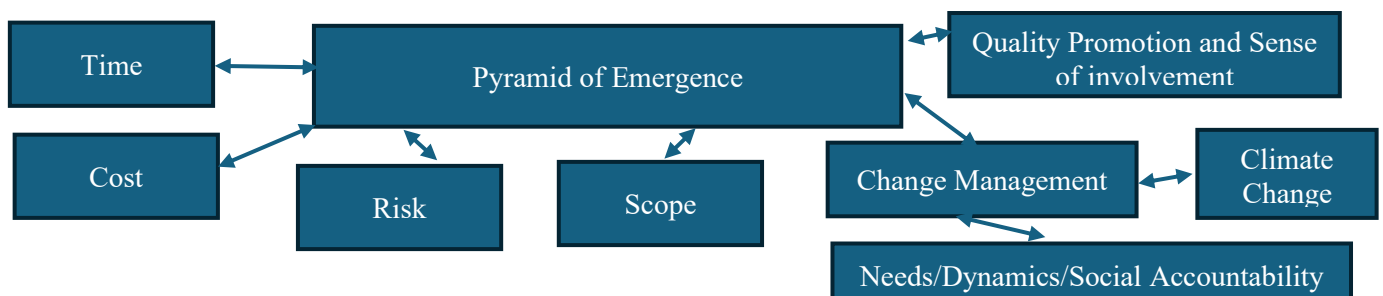 Time
Pyramid of Emergence
Quality Promotion and Sense
of involvement
Cost
Risk
Scope
Change Management
Climate
Change
Needs/Dynamics/Social Accountability